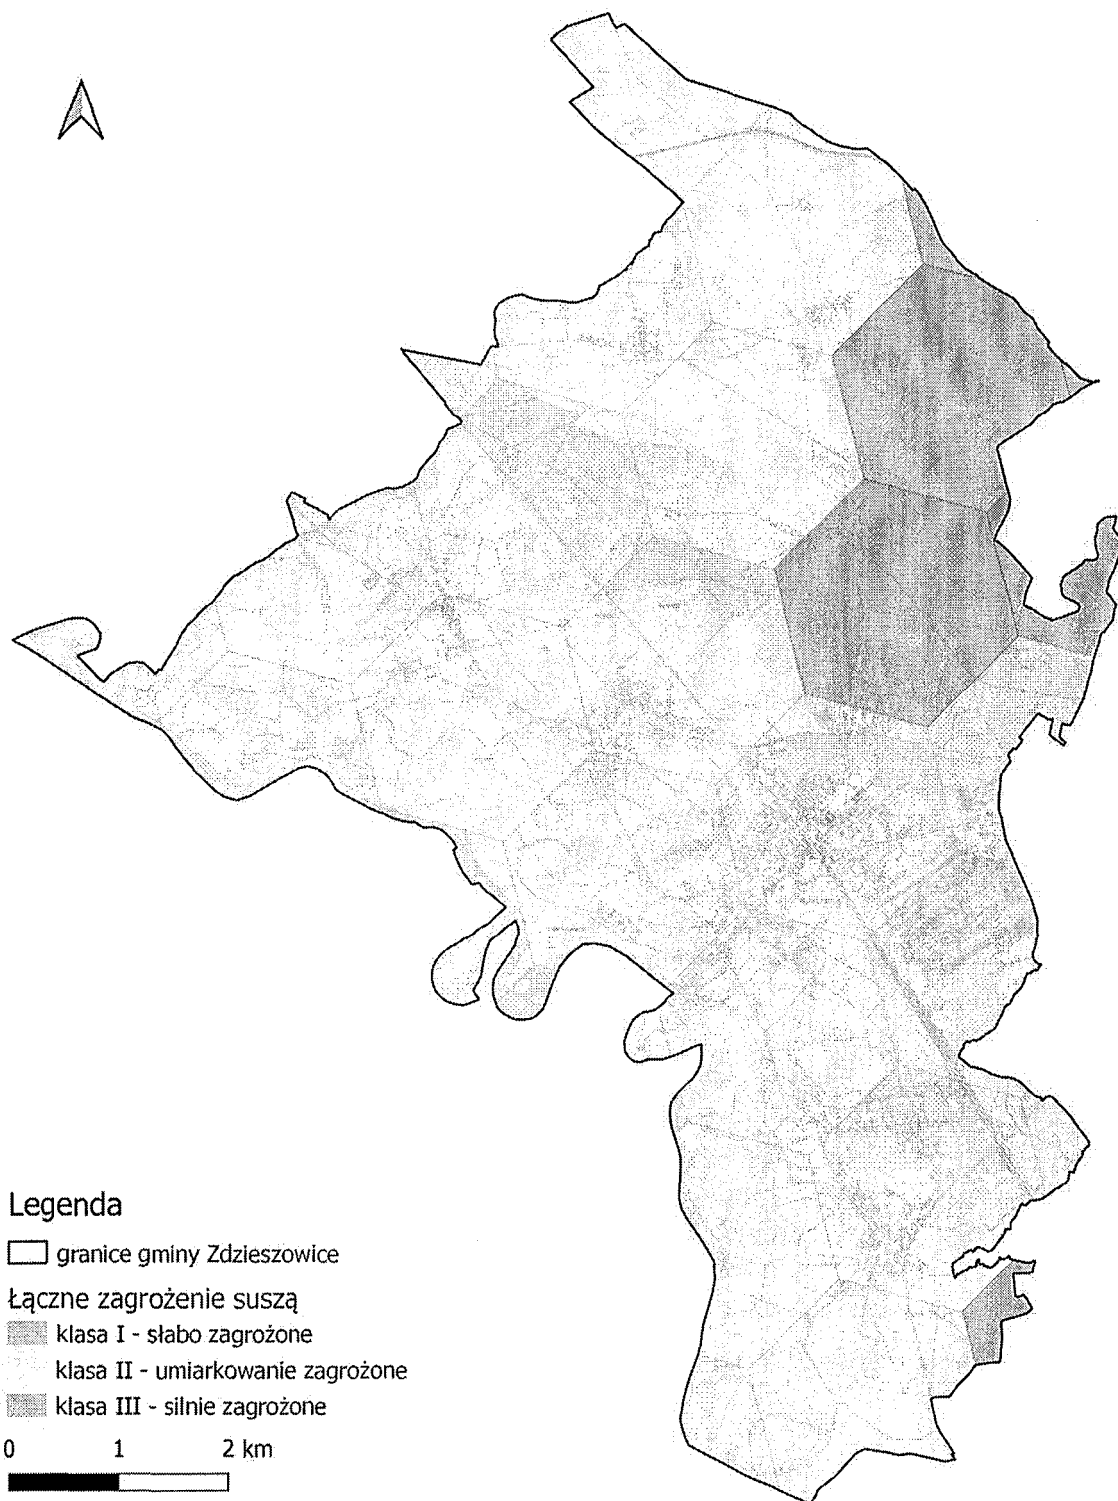 Legenda
granice gminy Zdzieszowice
Łączne zagrożenie suszą
klasa I - słabo zagrożone
klasa II - umiarkowanie zagrożone
klasa III - silnie zagrożone
0 1 2 km